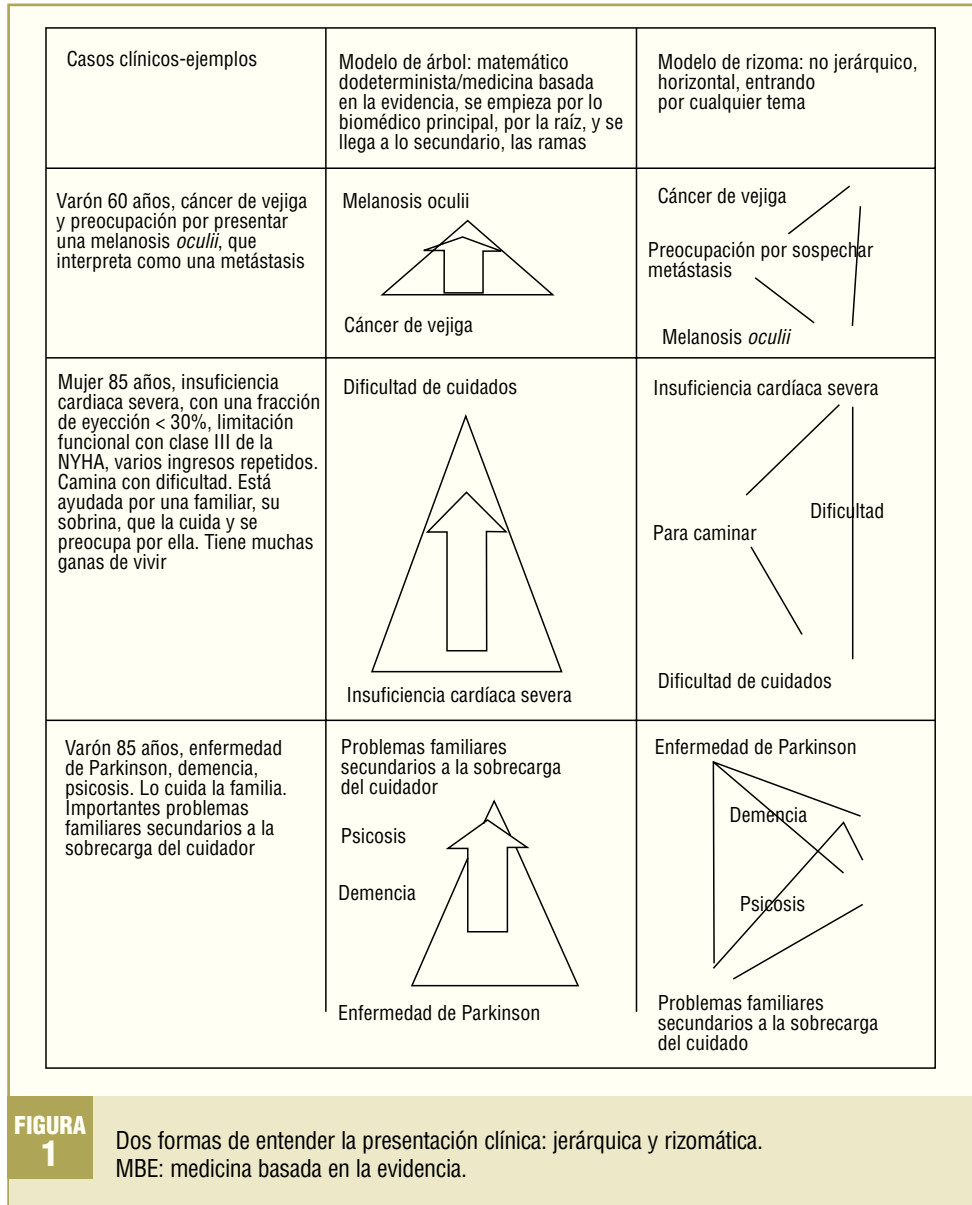 Casos clínicos-ejemplos
Modelo de árbol: matemático
dodeterminista/medicina basada
en la evidencia, se empieza por lo
biomédico principal, por la raíz, y se
llega a lo secundario, las ramas
Modelo de rizoma: no jerárquico,
horizontal, entrando
por cualquier tema
Varón 60 años, cáncer de vejiga
y preocupación por presentar
una melanosis oculii, que
interpreta como una metástasis
Melanosis oculii
Cáncer de vejiga
Cáncer de vejiga
Preocupación por sospechar
metástasis
Melanosis oculii
Mujer 85 años, insuficiencia
cardiaca severa, con una fracción
de eyección < 30%, limitación
funcional con clase III de la
NYHA, varios ingresos repetidos.
Camina con dificultad. Está
ayudada por una familiar, su
sobrina, que la cuida y se
preocupa por ella. Tiene muchas
ganas de vivir
Dificultad de cuidados
Insuficiencia cardíaca severa
Insuficiencia cardíaca severa
Dificultad
Para caminar
Dificultad de cuidados
Varón 85 años, enfermedad
de Parkinson, demencia,
psicosis. Lo cuida la familia.
Importantes problemas
familiares secundarios a la
sobrecarga del cuidador
Problemas familiares
secundarios a la sobrecarga
del cuidador
Psicosis
Demencia
Enfermedad de Parkinson
Enfermedad de Parkinson
Demencia
Psicosis
Problemas familiares
secundarios a la sobrecarga
del cuidado
FIGURA
1
Dos formas de entender la presentación clínica: jerárquica y rizomática.
MBE: medicina basada en la evidencia.